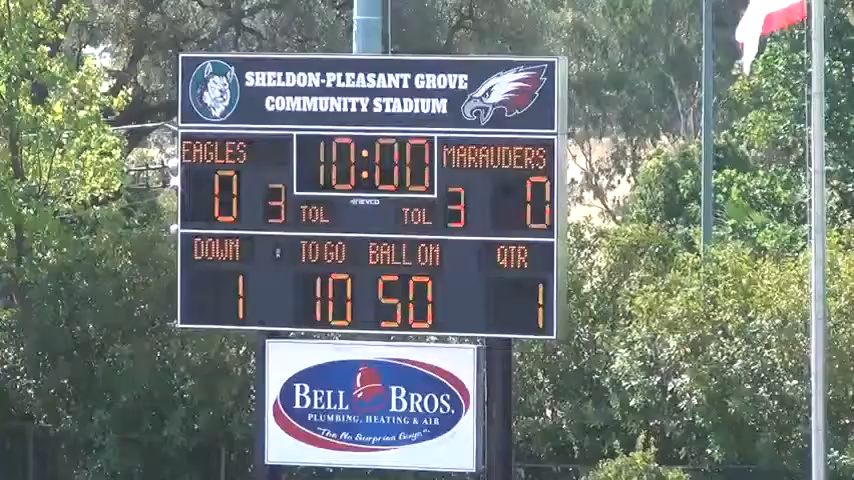 SHELDON-PLEASANT GROVE
COMMUNITY STADIUM
EAGLES 10:00 MARAUDERS
0 3 TOL TOL 3 0
NEVCO
DOWN TO GO BALL ON QTR
1 10 50 1
BELL BROS.
PLUMBING, HEATING & AIR
"The No Surprise Guys".